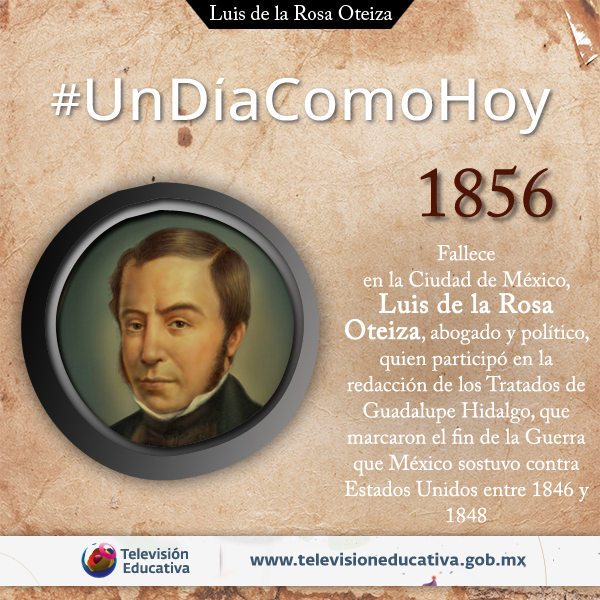 Luis de la Rosa Oteiza
#UnDíaComoHoy
1856
Fallece
en la Ciudad de México,
Luis de la Rosa
Oteiza, abogado y político,
quien participó en la
redacción de los Tratados de
Guadalupe Hidalgo, que
marcaron el fin de la Guerra
que México sostuvo contra
Estados Unidos entre 1846 y
1848
Televisión
Educativa
www.televisioneducativa.gob.mx